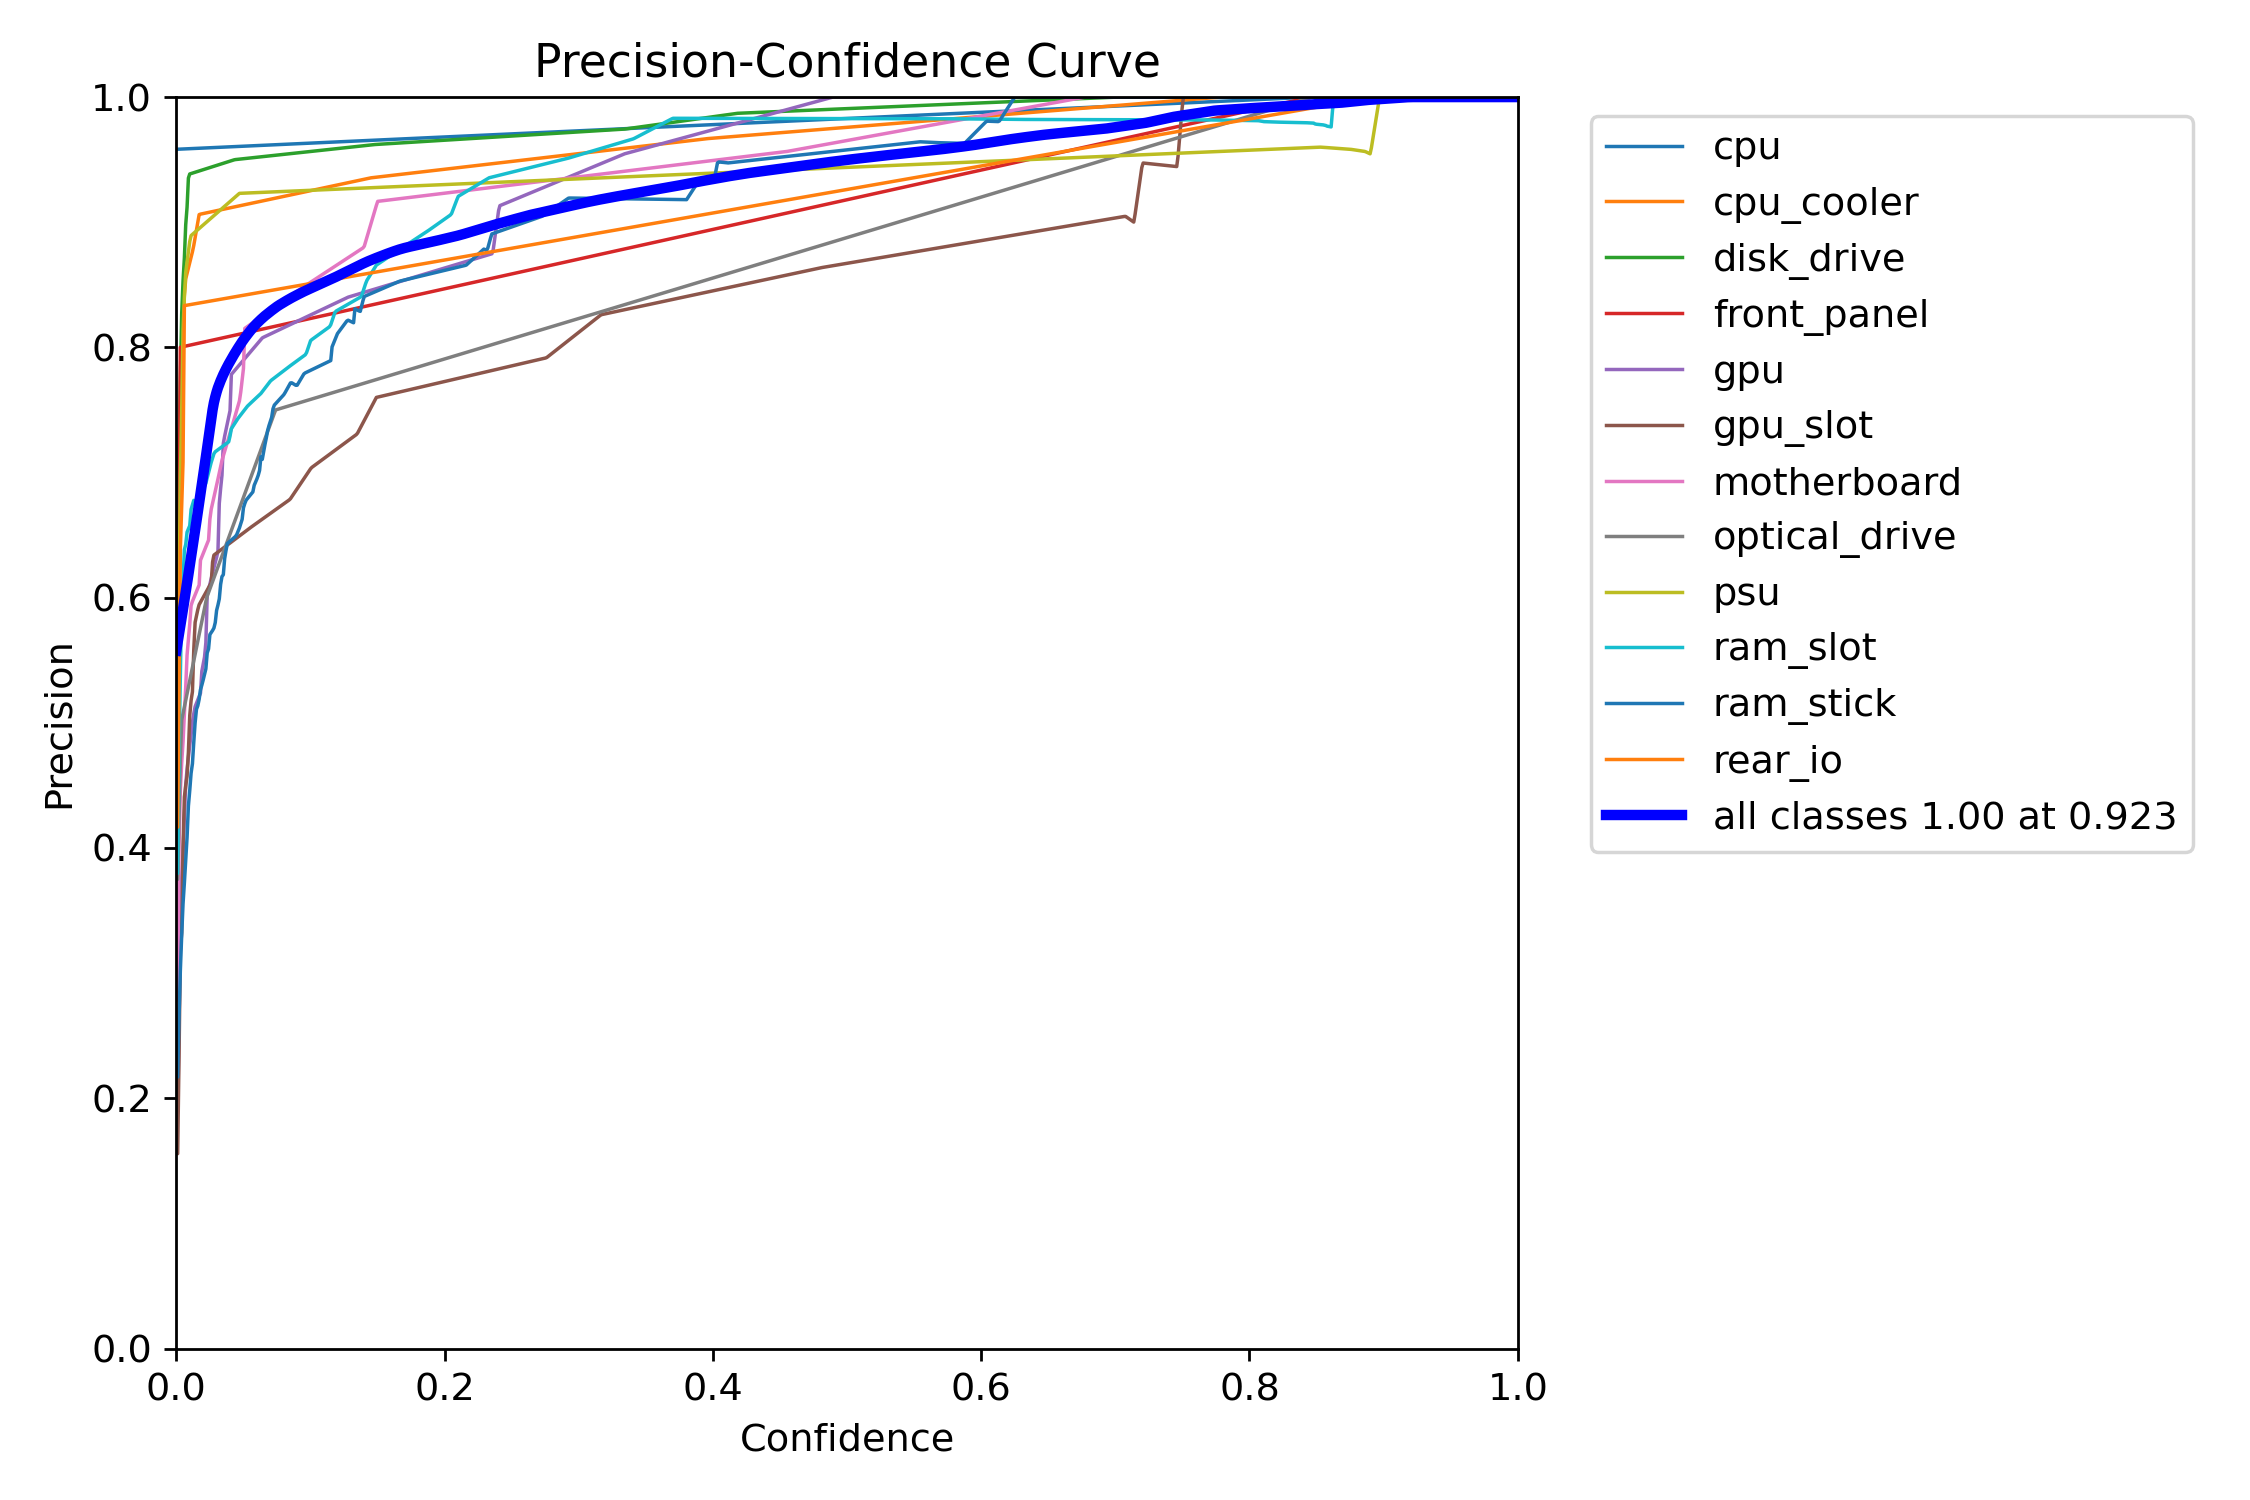 Precision-Confidence Curve
1.0
0.8
0.6
0.4
0.2
0.0
Precision
0.0 0.2 0.4 0.6 0.8 1.0
Confidence
cpu
cpu_cooler
disk_drive
front_panel
gpu
gpu_slot
motherboard
optical_drive
psu
ram_slot
ram_stick
rear_io
all classes 1.00 at 0.923